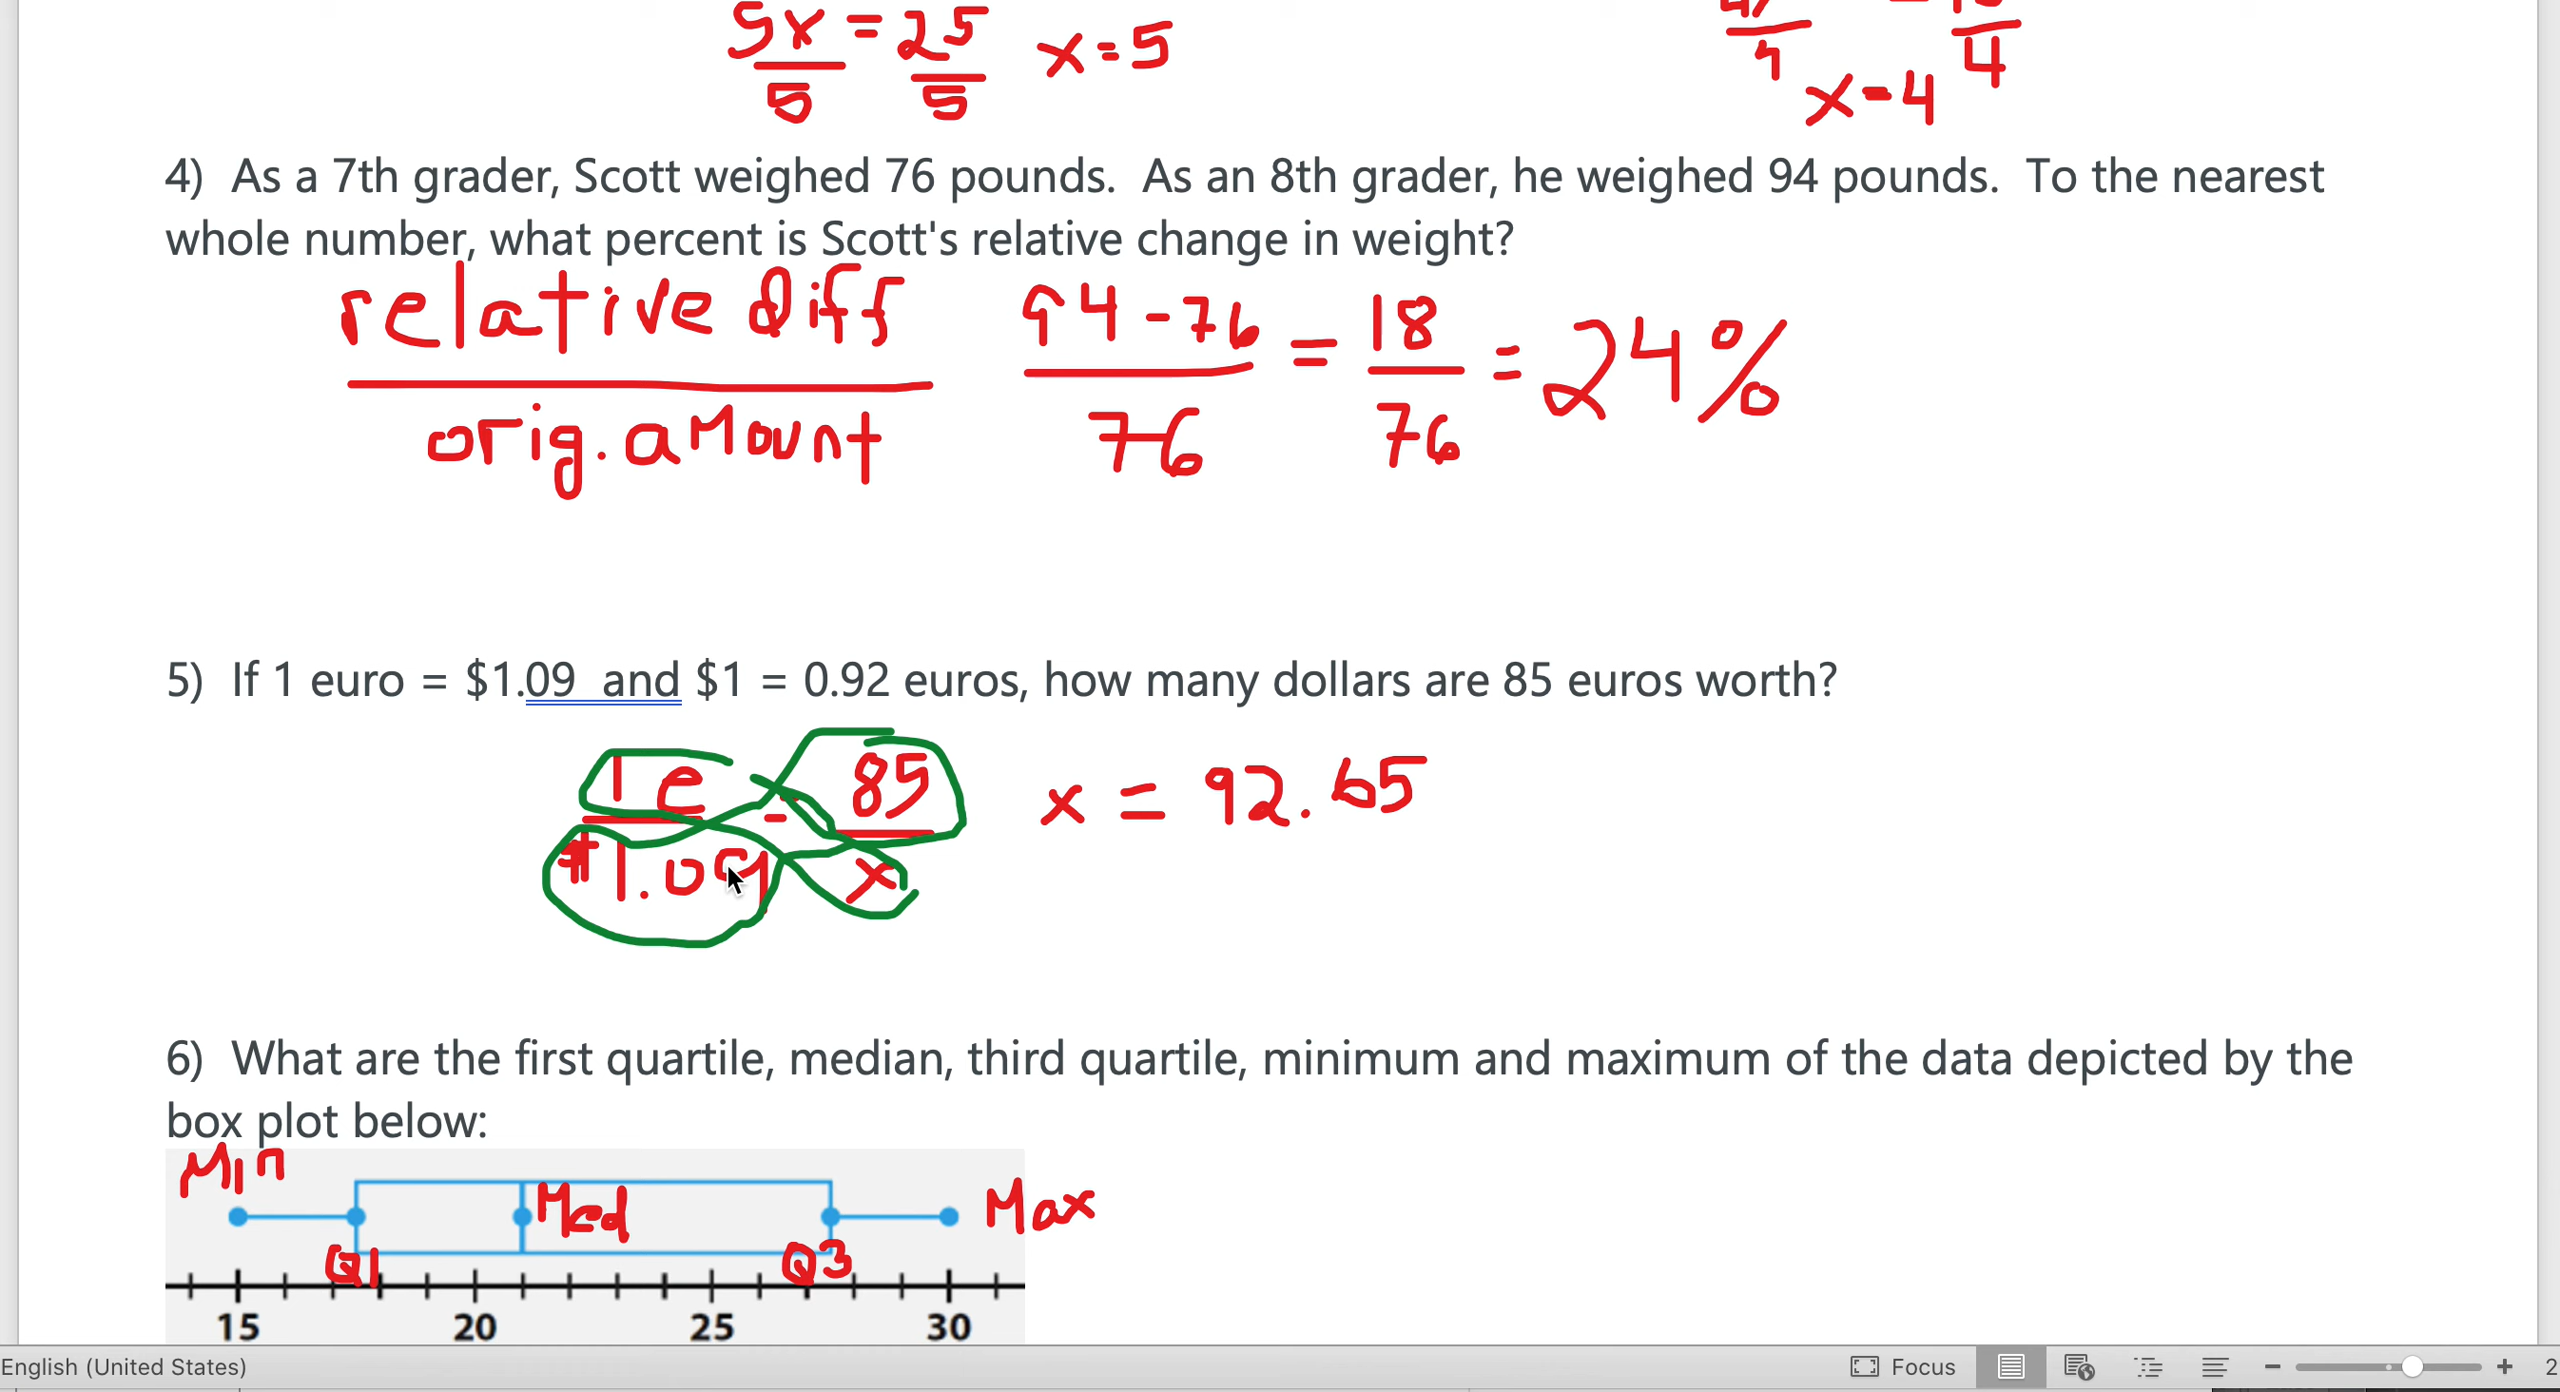 5x = 25 x = 5
5 5
4
4
x = 4
4) As a 7th grader, Scott weighed 76 pounds. As an 8th grader, he weighed 94 pounds. To the nearest
whole number, what percent is Scott's relative change in weight?
relative diff 94 - 76 = 18 = 24%
orig. amount 76 76
5) If 1 euro = $1.09 and $1 = 0.92 euros, how many dollars are 85 euros worth?
1 e = 85 x = 92.65
$1.09 x
6) What are the first quartile, median, third quartile, minimum and maximum of the data depicted by the
box plot below:
Min
Med Max
Q1 Q3
15 20 25 30
English (United States) Focus - + 2